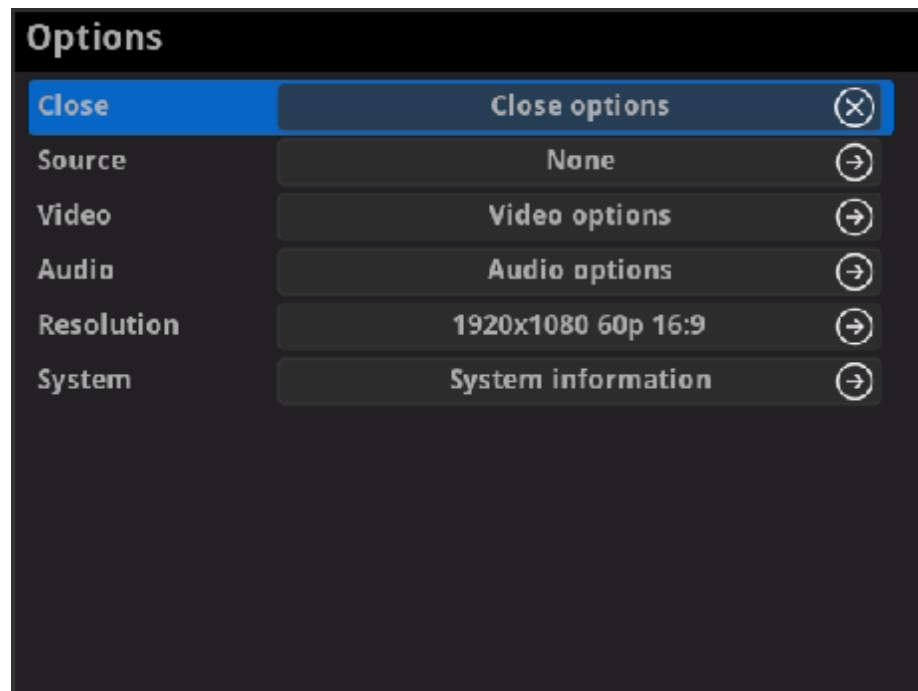 Options
Close Close options
Source None
Video Video options
Audio Audio options
Resolution 1920x1080 60p 16:9
System System information